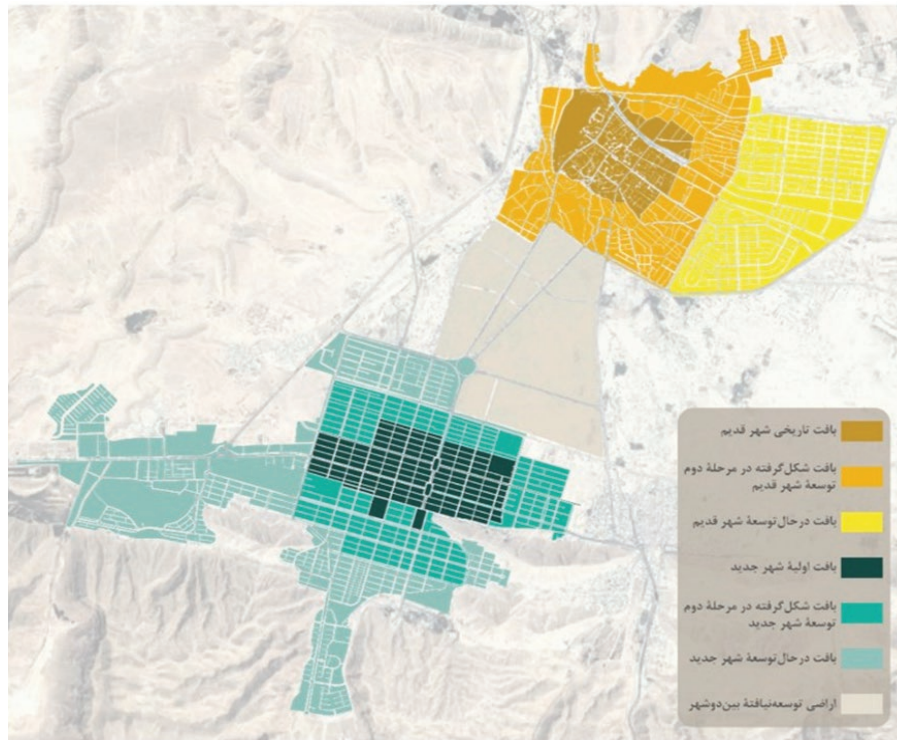 بافت تاریخی شهر قدیم
بافت شکل‌گرفته در مرحلهٔ دوم
توسعهٔ شهر قدیم
بافت درحال‌توسعهٔ شهر قدیم
بافت اولیهٔ شهر جدید
بافت شکل‌گرفته در مرحلهٔ دوم
توسعهٔ شهر جدید
بافت درحال‌توسعهٔ شهر جدید
اراضی توسعه‌نیافتهٔ بین‌دوشهر